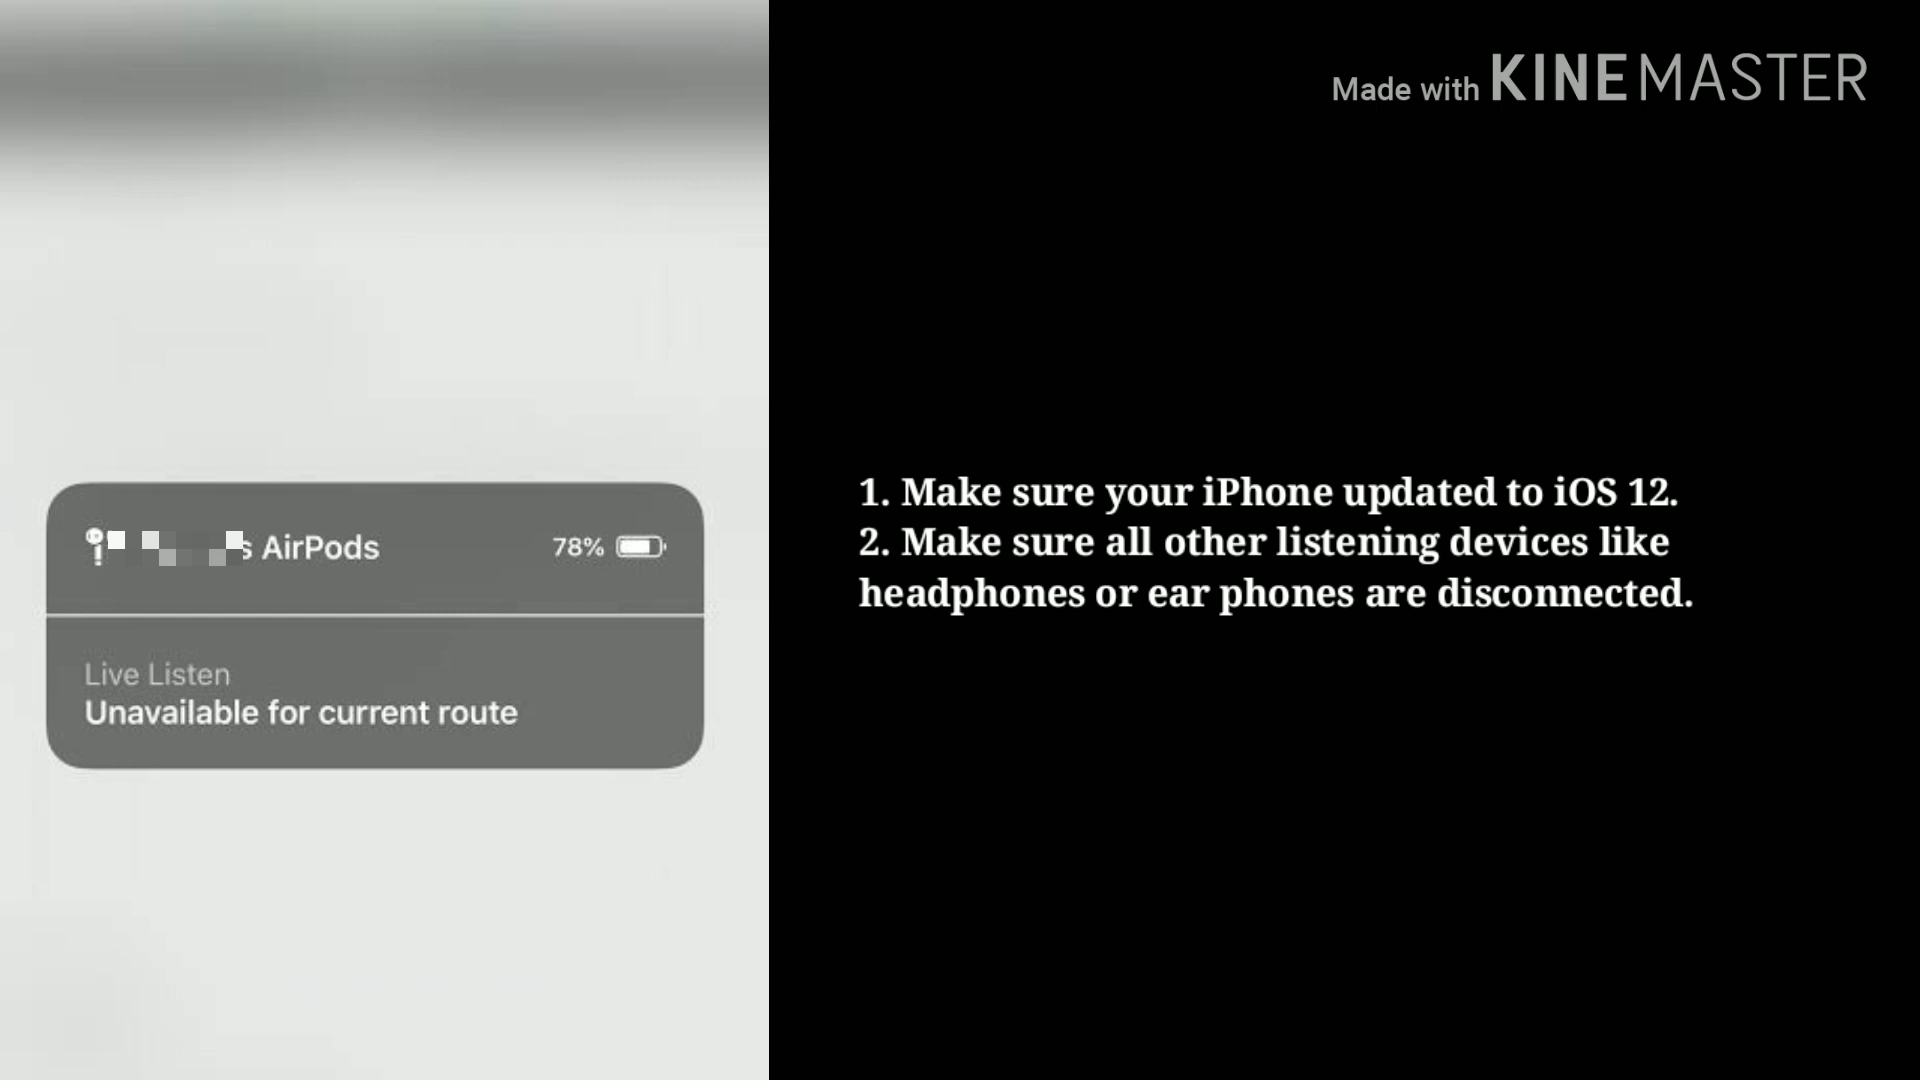 s AirPods 78%
Live Listen
Unavailable for current route
Made with KINEMASTER
1. Make sure your iPhone updated to iOS 12.
2. Make sure all other listening devices like
headphones or ear phones are disconnected.